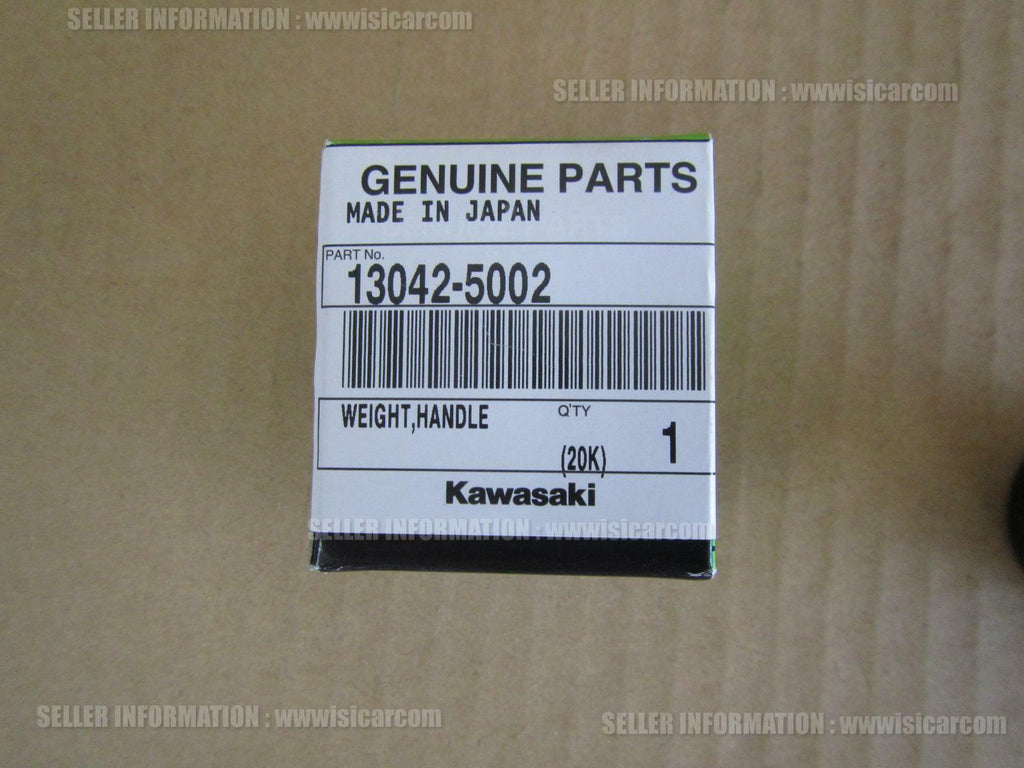 SELLER INFORMATION : wwwisicarcom
SELLER INFORMATION : wwwisicarcom
GENUINE PARTS
MADE IN JAPAN
PART No.
13042-5002
WEIGHT,HANDLE
Q'TY
(20K)
1
Kawasaki
SELLER INFORMATION : wwwisicarcom
SELLER INFORMATION : wwwisicarcom
SELLER INFORMATION : wwwisicarcom